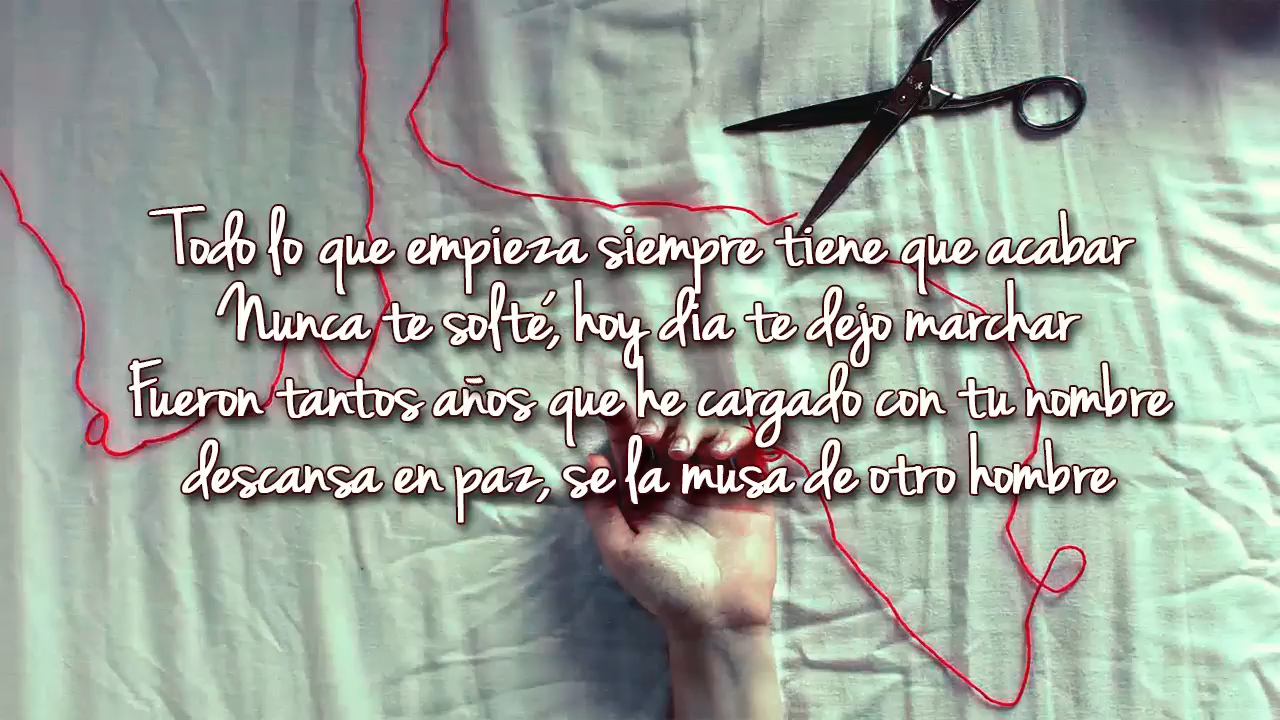 Todo lo que empieza siempre tiene que acabar
Nunca te solté, hoy dia te dejo marchar
Fueron tantos años que he cargado con tu nombre
descansa en paz, se la musa de otro hombre